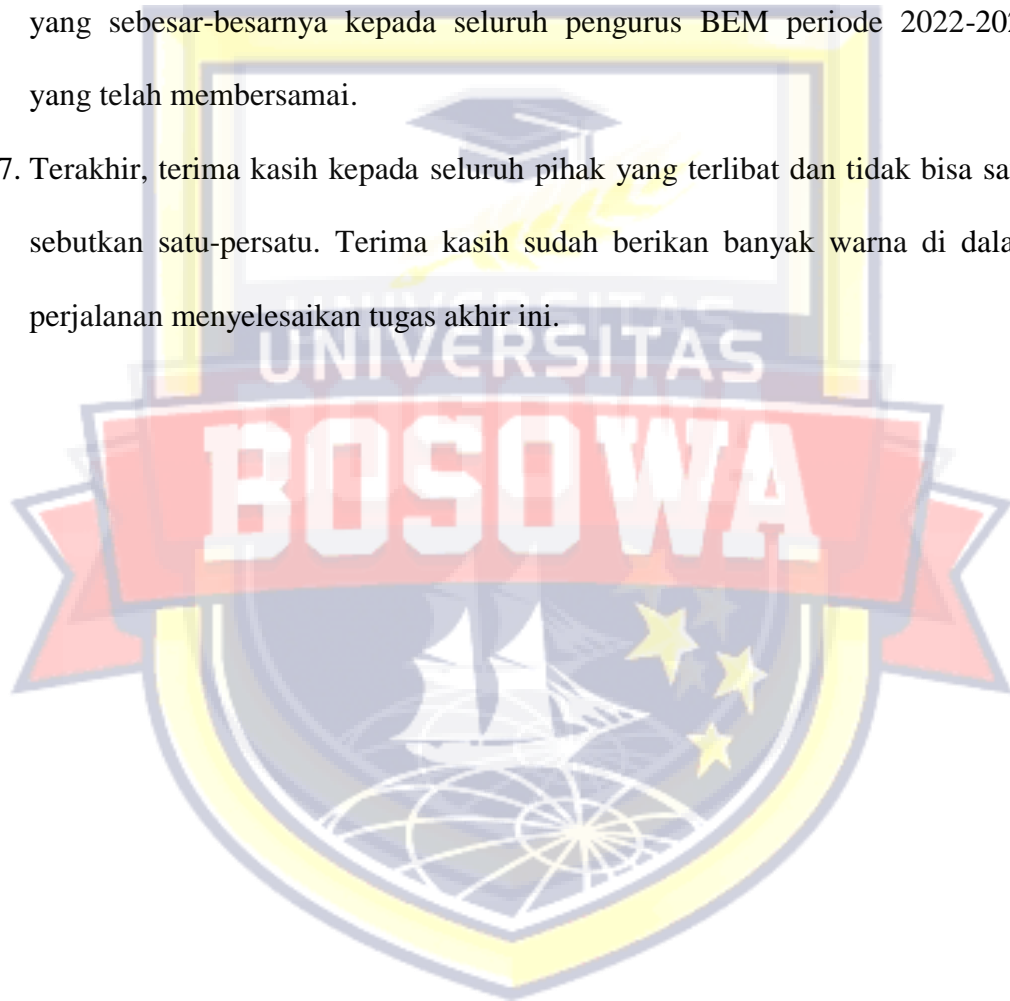 yang sebesar-besarnya kepada seluruh pengurus BEM periode 2022-202
yang telah membersamai.
7. Terakhir, terima kasih kepada seluruh pihak yang terlibat dan tidak bisa sa
sebutkan satu-persatu. Terima kasih sudah berikan banyak warna di dala
perjalanan menyelesaikan tugas akhir ini.
UNIVERSITAS
BOSOWA